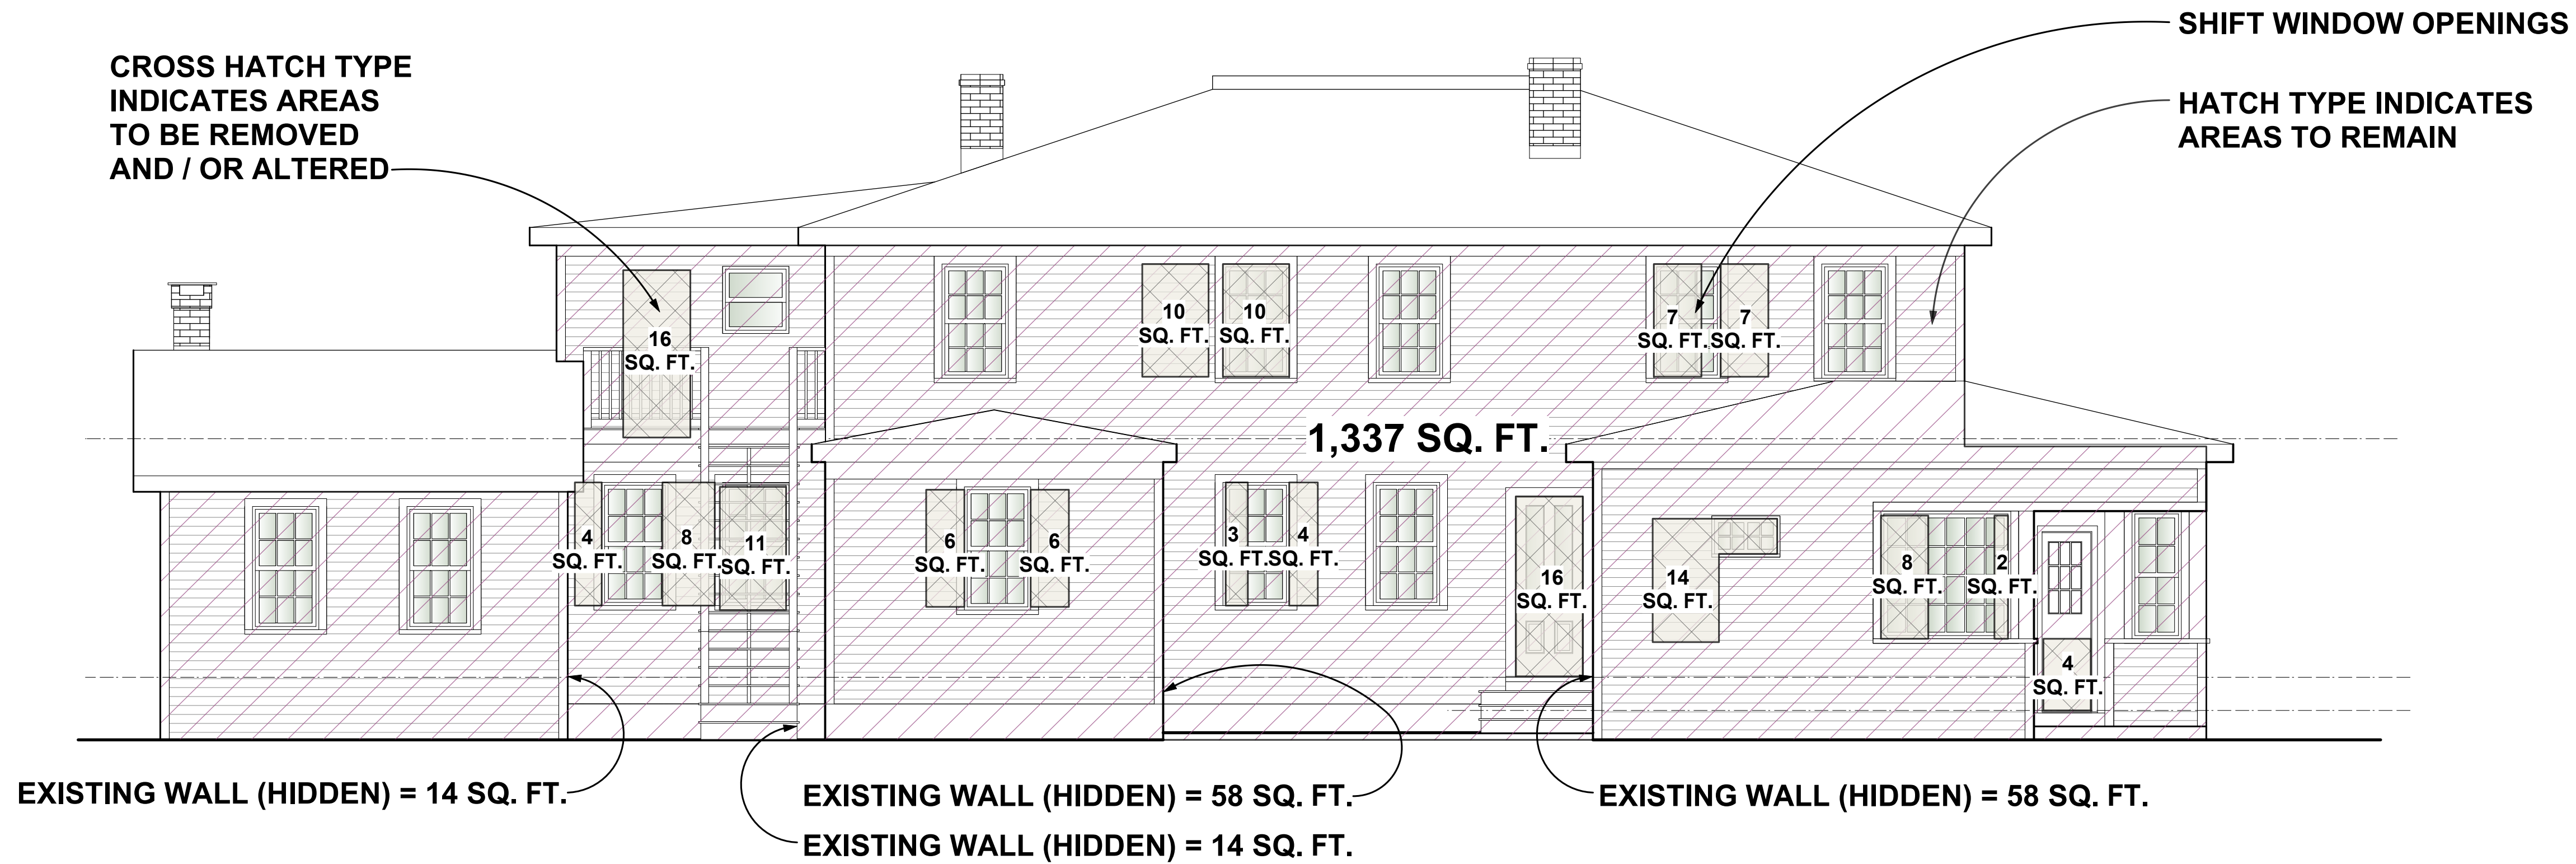 SHIFT WINDOW OPENINGS
CROSS HATCH TYPE
INDICATES AREAS
TO BE REMOVED
AND / OR ALTERED
HATCH TYPE INDICATES
AREAS TO REMAIN
16
SQ. FT.
10
SQ. FT.
10
SQ. FT.
7
SQ. FT.
7
SQ. FT.
1,337 SQ. FT.
4
SQ. FT.
8
SQ. FT.
11
SQ. FT.
6
SQ. FT.
6
SQ. FT.
3
SQ. FT.
4
SQ. FT.
16
SQ. FT.
14
SQ. FT.
8
SQ. FT.
2
SQ. FT.
4
SQ. FT.
EXISTING WALL (HIDDEN) = 14 SQ. FT.
EXISTING WALL (HIDDEN) = 58 SQ. FT.
EXISTING WALL (HIDDEN) = 58 SQ. FT.
EXISTING WALL (HIDDEN) = 14 SQ. FT.